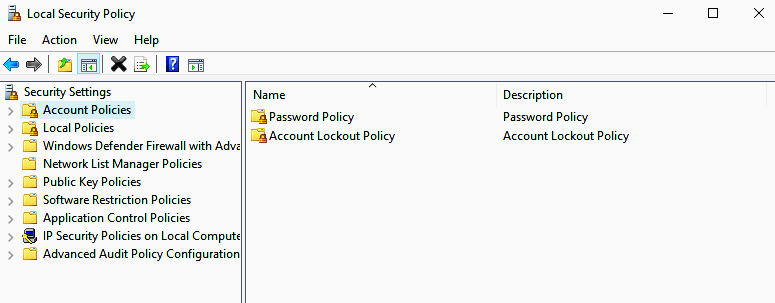 Local Security Policy
File Action View Help
Security Settings
Account Policies
Local Policies
Windows Defender Firewall with Adva
Network List Manager Policies
Public Key Policies
Software Restriction Policies
Application Control Policies
IP Security Policies on Local Compute
Advanced Audit Policy Configuration
Name Description
Password Policy Password Policy
Account Lockout Policy Account Lockout Policy